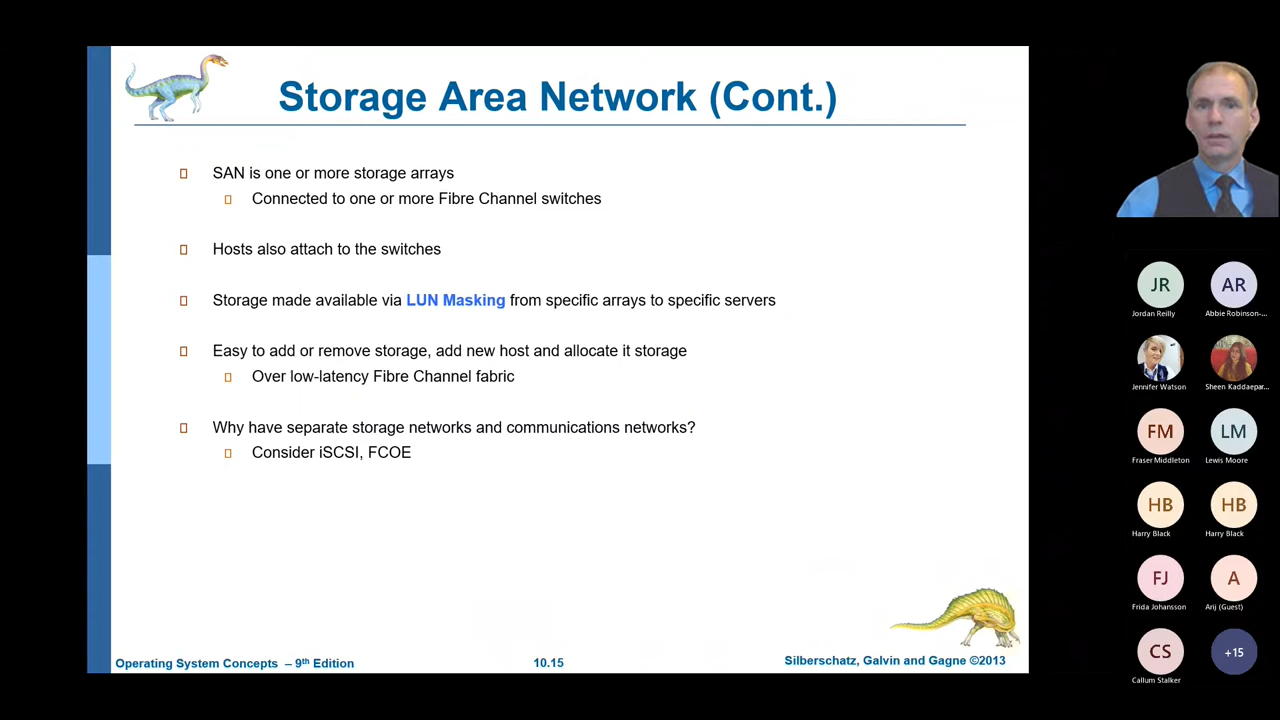 Storage Area Network (Cont.)
SAN is one or more storage arrays
Connected to one or more Fibre Channel switches
Hosts also attach to the switches
Storage made available via LUN Masking from specific arrays to specific servers
Easy to add or remove storage, add new host and allocate it storage
Over low-latency Fibre Channel fabric
Why have separate storage networks and communications networks?
Consider iSCSI, FCOE
Operating System Concepts – 9th Edition
10.15
Silberschatz, Galvin and Gagne ©2013
JR
Jordan Reilly
AR
Abbie Robinson-...
Jennifer Watson
Sheen Kaddaepar...
FM
Fraser Middleton
LM
Lewis Moore
HB
Harry Black
HB
Harry Black
FJ
Frida Johansson
A
Arij (Guest)
CS
Callum Stalker
+15